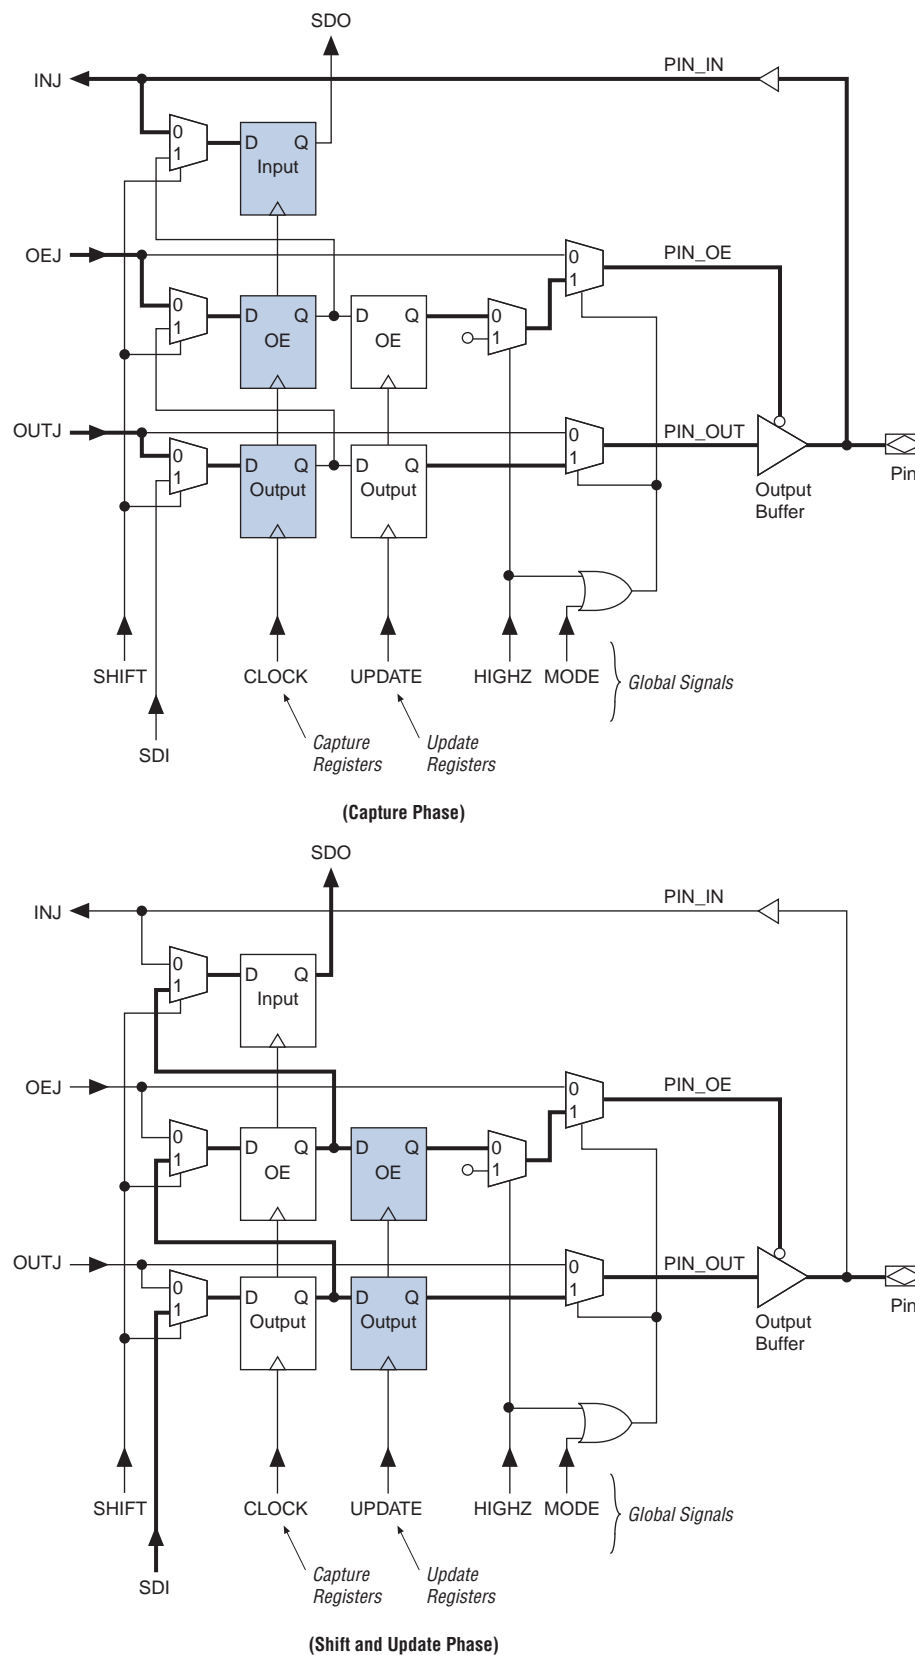 SDO
INJ
PIN_IN
0
1
D Q
Input
OEJ
0
PIN_OE
1
0
1
D Q
OE
D Q
OE
0
1
OUTJ
0
1
PIN_OUT
0
1
D Q
Output
D Q
Output
Output
Buffer
Pin
SHIFT
CLOCK
UPDATE
HIGHZ
MODE
Global Signals
SDI
Capture
Registers
Update
Registers
(Capture Phase)
SDO
INJ
PIN_IN
0
1
D Q
Input
OEJ
0
PIN_OE
1
0
1
D Q
OE
D Q
OE
0
1
OUTJ
0
1
PIN_OUT
0
1
D Q
Output
D Q
Output
Output
Buffer
Pin
SHIFT
CLOCK
UPDATE
HIGHZ
MODE
Global Signals
SDI
Capture
Registers
Update
Registers
(Shift and Update Phase)